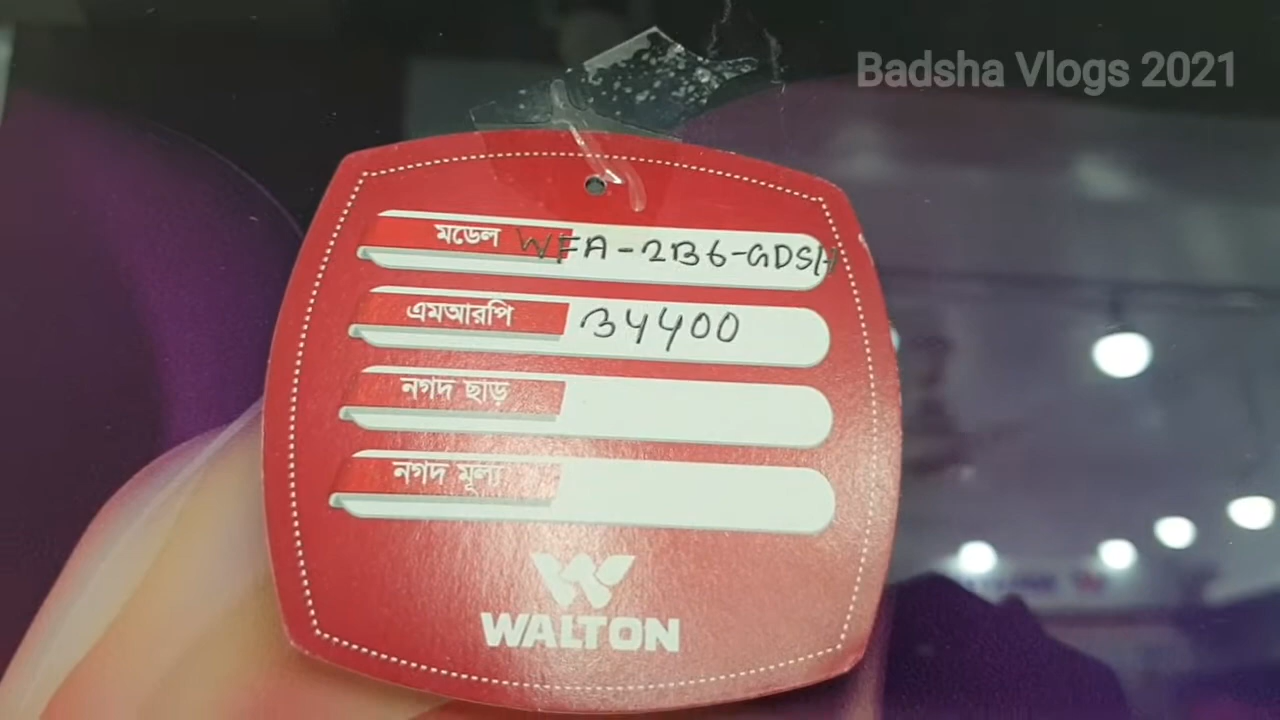 Badsha Vlogs 2021
মডেল WFA-2B6-GDSH
এমআরপি 34400
নগদ ছাড়
নগদ মূল্য
WALTON